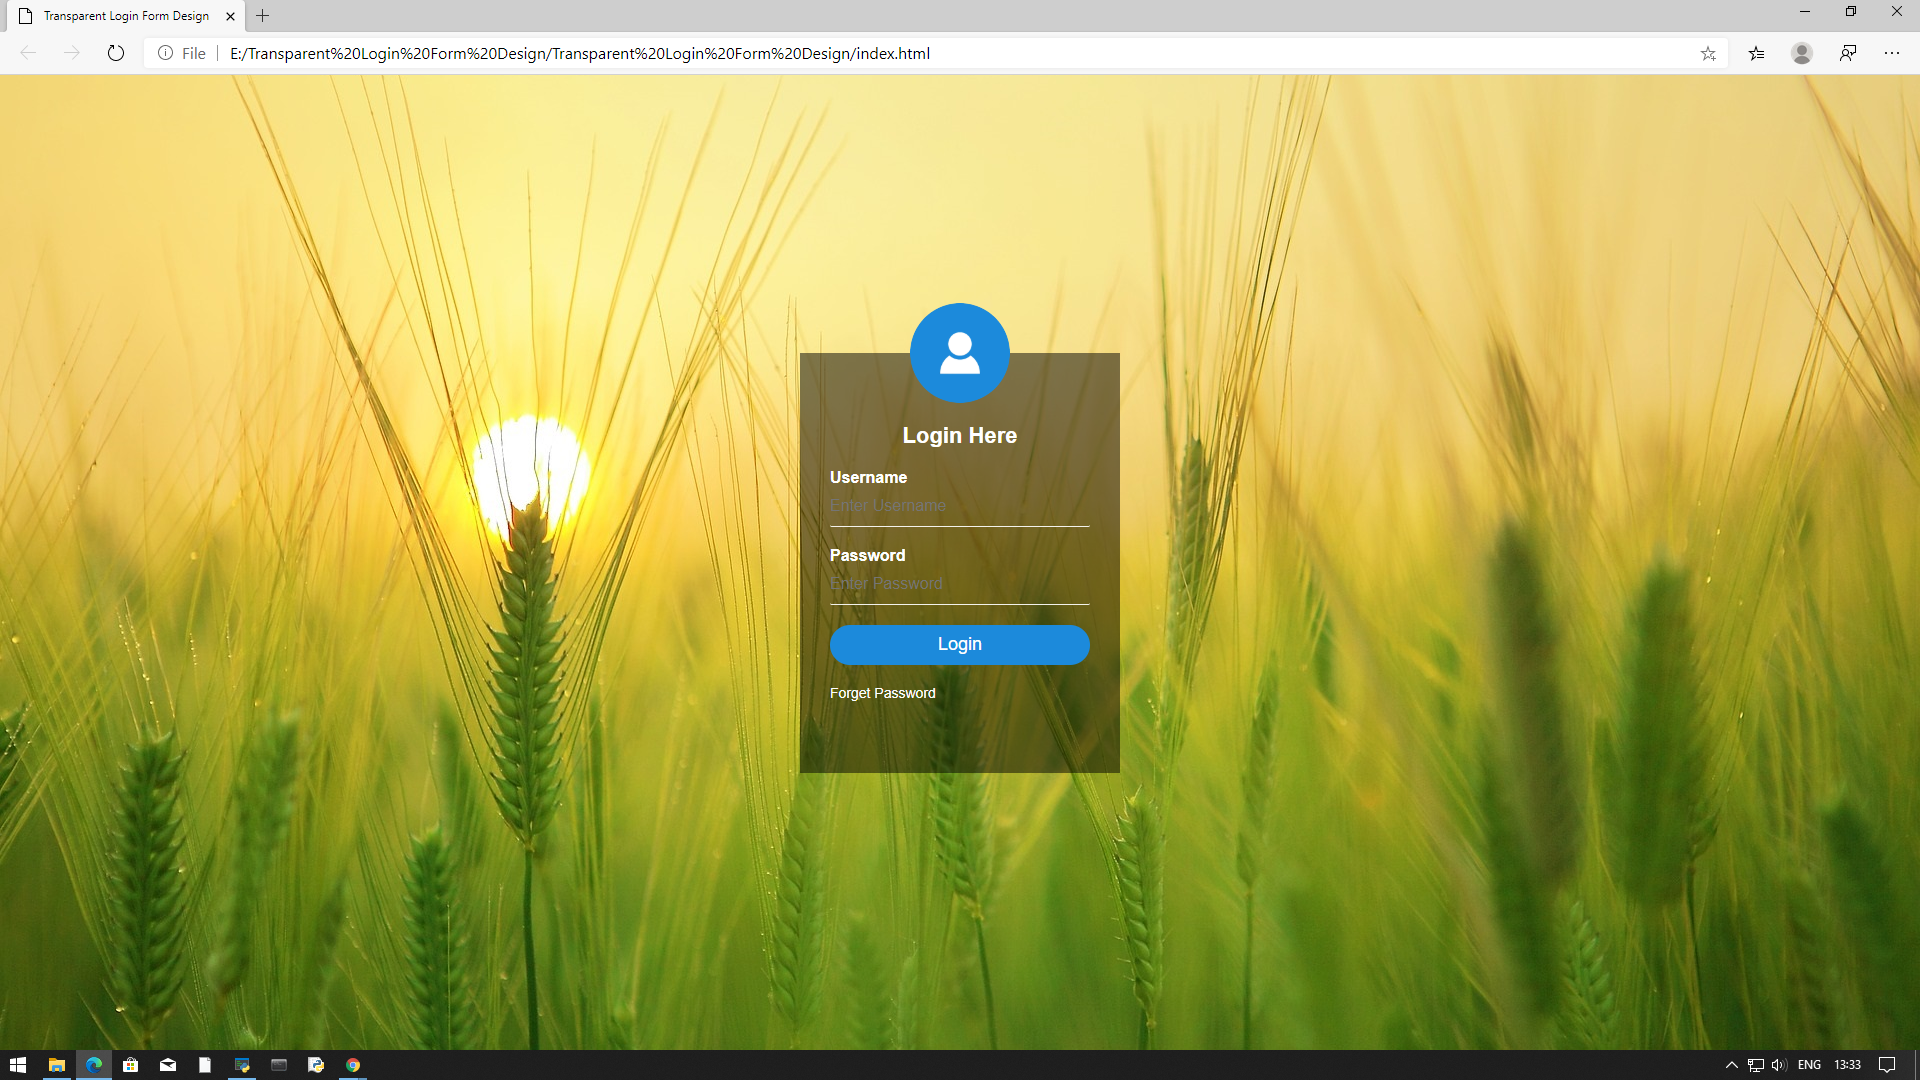 Transparent Login Form Design
File
E:/Transparent%20Login%20Form%20Design/Transparent%20Login%20Form%20Design/index.html
Login Here
Username
Enter Username
Password
Enter Password
Login
Forget Password
ENG 13:33